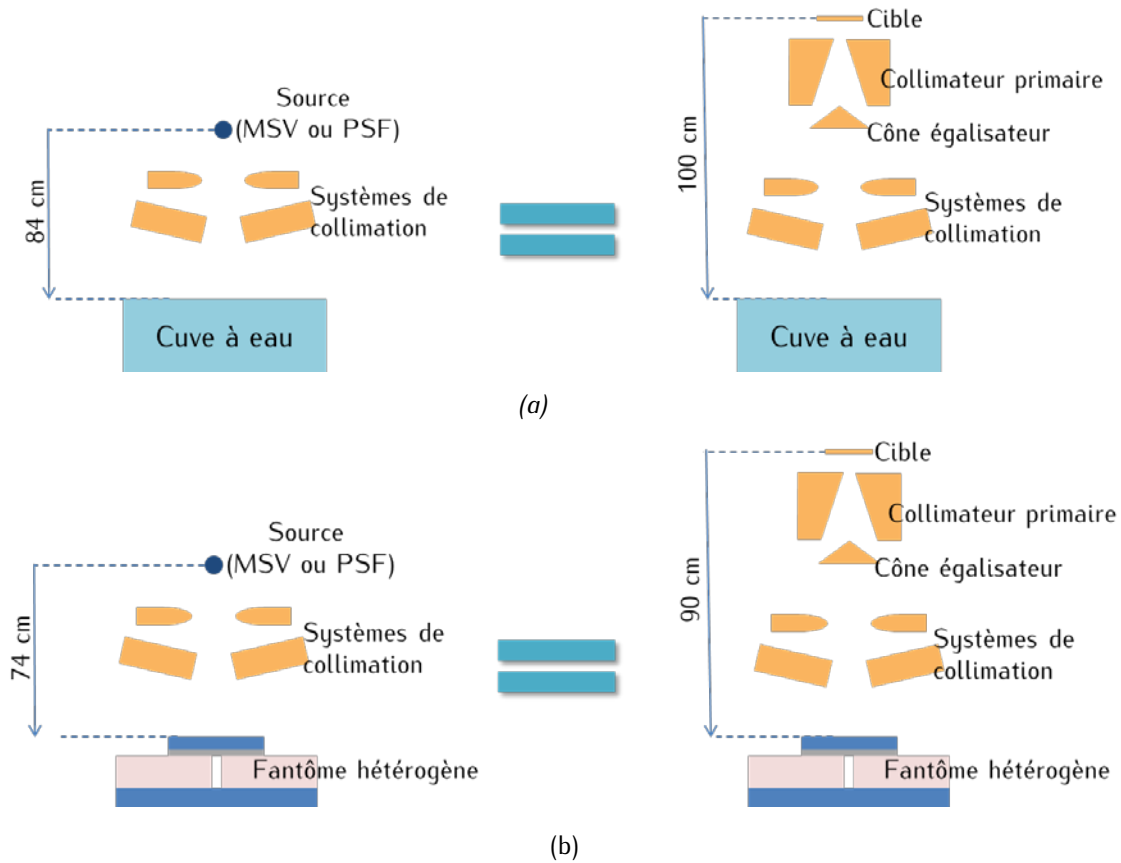 Cible
Collimateur primaire
Source
(MSV ou PSF)
Cône égalisateur
100 cm
84 cm
Systèmes de
collimation
Systèmes de
collimation
Cuve à eau
Cuve à eau
(a)
Cible
Collimateur primaire
Source
(MSV ou PSF)
Cône égalisateur
90 cm
74 cm
Systèmes de
collimation
Systèmes de
collimation
Fantôme hétérogène
Fantôme hétérogène
(b)